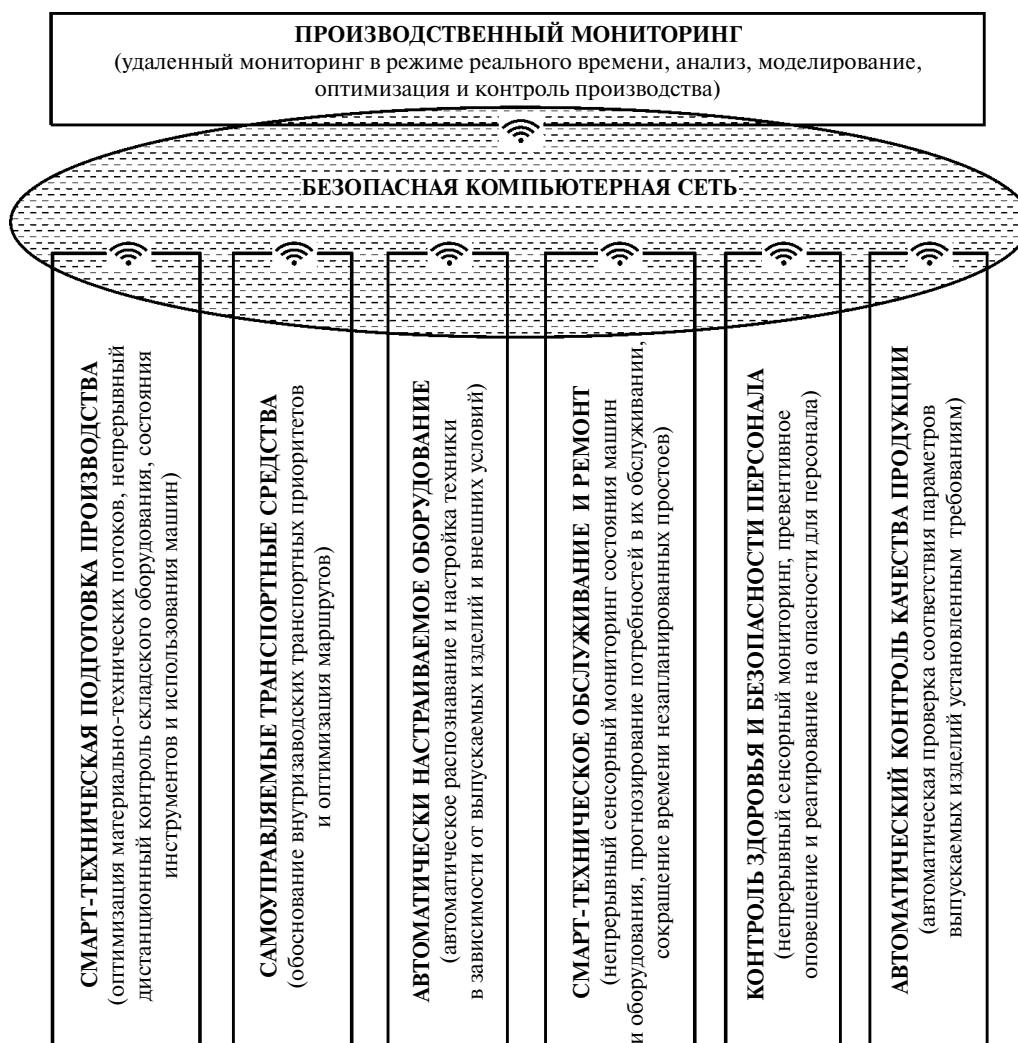 ПРОИЗВОДСТВЕННЫЙ МОНИТОРИНГ
(удаленный мониторинг в режиме реального времени, анализ, моделирование,
оптимизация и контроль производства)
БЕЗОПАСНАЯ КОМПЬЮТЕРНАЯ СЕТЬ
СМАРТ-ТЕХНИЧЕСКАЯ ПОДГОТОВКА ПРОИЗВОДСТВА
(оптимизация материально-технических потоков, непрерывный
дистанционный контроль складского оборудования, состояния
инструментов и использования машин)
САМОУПРАВЛЯЕМЫЕ ТРАНСПОРТНЫЕ СРЕДСТВА
(обоснование внутризаводских транспортных приоритетов
и оптимизация маршрутов)
АВТОМАТИЧЕСКИ НАСТРАИВАЕМОЕ ОБОРУДОВАНИЕ
(автоматическое распознавание и настройка техники
в зависимости от выпускаемых изделий и внешних условий)
СМАРТ-ТЕХНИЧЕСКОЕ ОБСЛУЖИВАНИЕ И РЕМОНТ
(непрерывный сенсорный мониторинг состояния машин
и оборудования, прогнозирование потребностей в их обслуживании,
сокращение времени незапланированных простоев)
КОНТРОЛЬ ЗДОРОВЬЯ И БЕЗОПАСНОСТИ ПЕРСОНАЛА
(непрерывный сенсорный мониторинг, превентивное
оповещение и реагирование на опасности для персонала)
АВТОМАТИЧЕСКИЙ КОНТРОЛЬ КАЧЕСТВА ПРОДУКЦИИ
(автоматическая проверка соответствия параметров
выпускаемых изделий установленным требованиям)